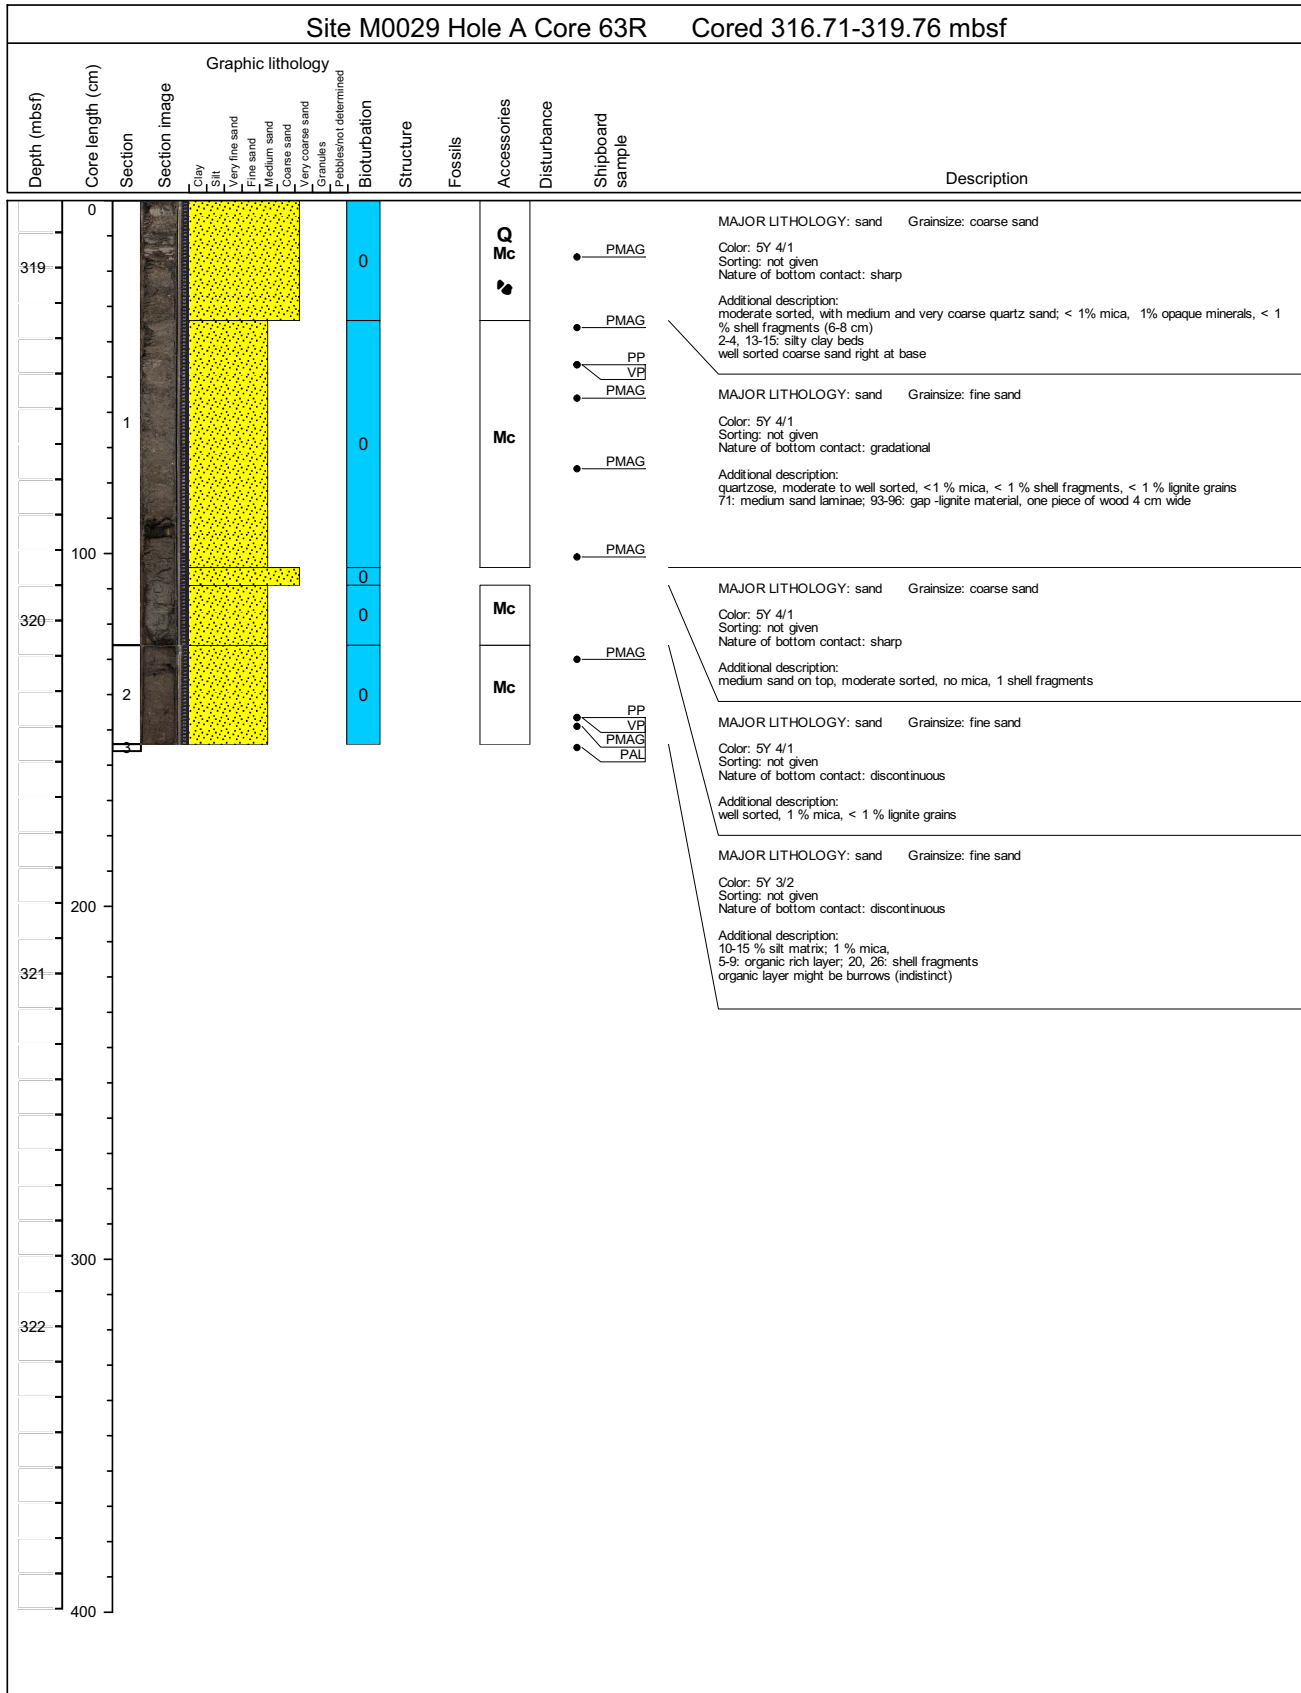 Site M0029 Hole A Core 63R Cored 316.71-319.76 mbsf
Graphic lithology
Depth (mbsf)
Core length (cm)
Section
Section image
Clay
Silt
Very fine sand
Fine sand
Medium sand
Coarse sand
Very coarse sand
Granules
Pebbles/not determined
Bioturbation
Structure
Fossils
Accessories
Disturbance
Shipboard
sample
Description
0
100
200
300
400
319
320
321
322
1
2
3
0
0
0
0
0
Q
Mc
Mc
Mc
Mc
PMAG
PMAG
PP
VP
PMAG
PMAG
PMAG
PMAG
PP
VP
PMAG
PAL
MAJOR LITHOLOGY: sand Grainsize: coarse sand
Color: 5Y 4/1
Sorting: not given
Nature of bottom contact: sharp
Additional description:
moderate sorted, with medium and very coarse quartz sand; < 1% mica, 1% opaque minerals, < 1
% shell fragments (6-8 cm)
2-4, 13-15: silty clay beds
well sorted coarse sand right at base
MAJOR LITHOLOGY: sand Grainsize: fine sand
Color: 5Y 4/1
Sorting: not given
Nature of bottom contact: gradational
Additional description:
quartzose, moderate to well sorted, <1 % mica, < 1 % shell fragments, < 1 % lignite grains
71: medium sand laminae; 93-96: gap -lignite material, one piece of wood 4 cm wide
MAJOR LITHOLOGY: sand Grainsize: coarse sand
Color: 5Y 4/1
Sorting: not given
Nature of bottom contact: sharp
Additional description:
medium sand on top, moderate sorted, no mica, 1 shell fragments
MAJOR LITHOLOGY: sand Grainsize: fine sand
Color: 5Y 4/1
Sorting: not given
Nature of bottom contact: discontinuous
Additional description:
well sorted, 1 % mica, < 1 % lignite grains
MAJOR LITHOLOGY: sand Grainsize: fine sand
Color: 5Y 3/2
Sorting: not given
Nature of bottom contact: discontinuous
Additional description:
10-15 % silt matrix; 1 % mica,
5-9: organic rich layer; 20, 26: shell fragments
organic layer might be burrows (indistinct)